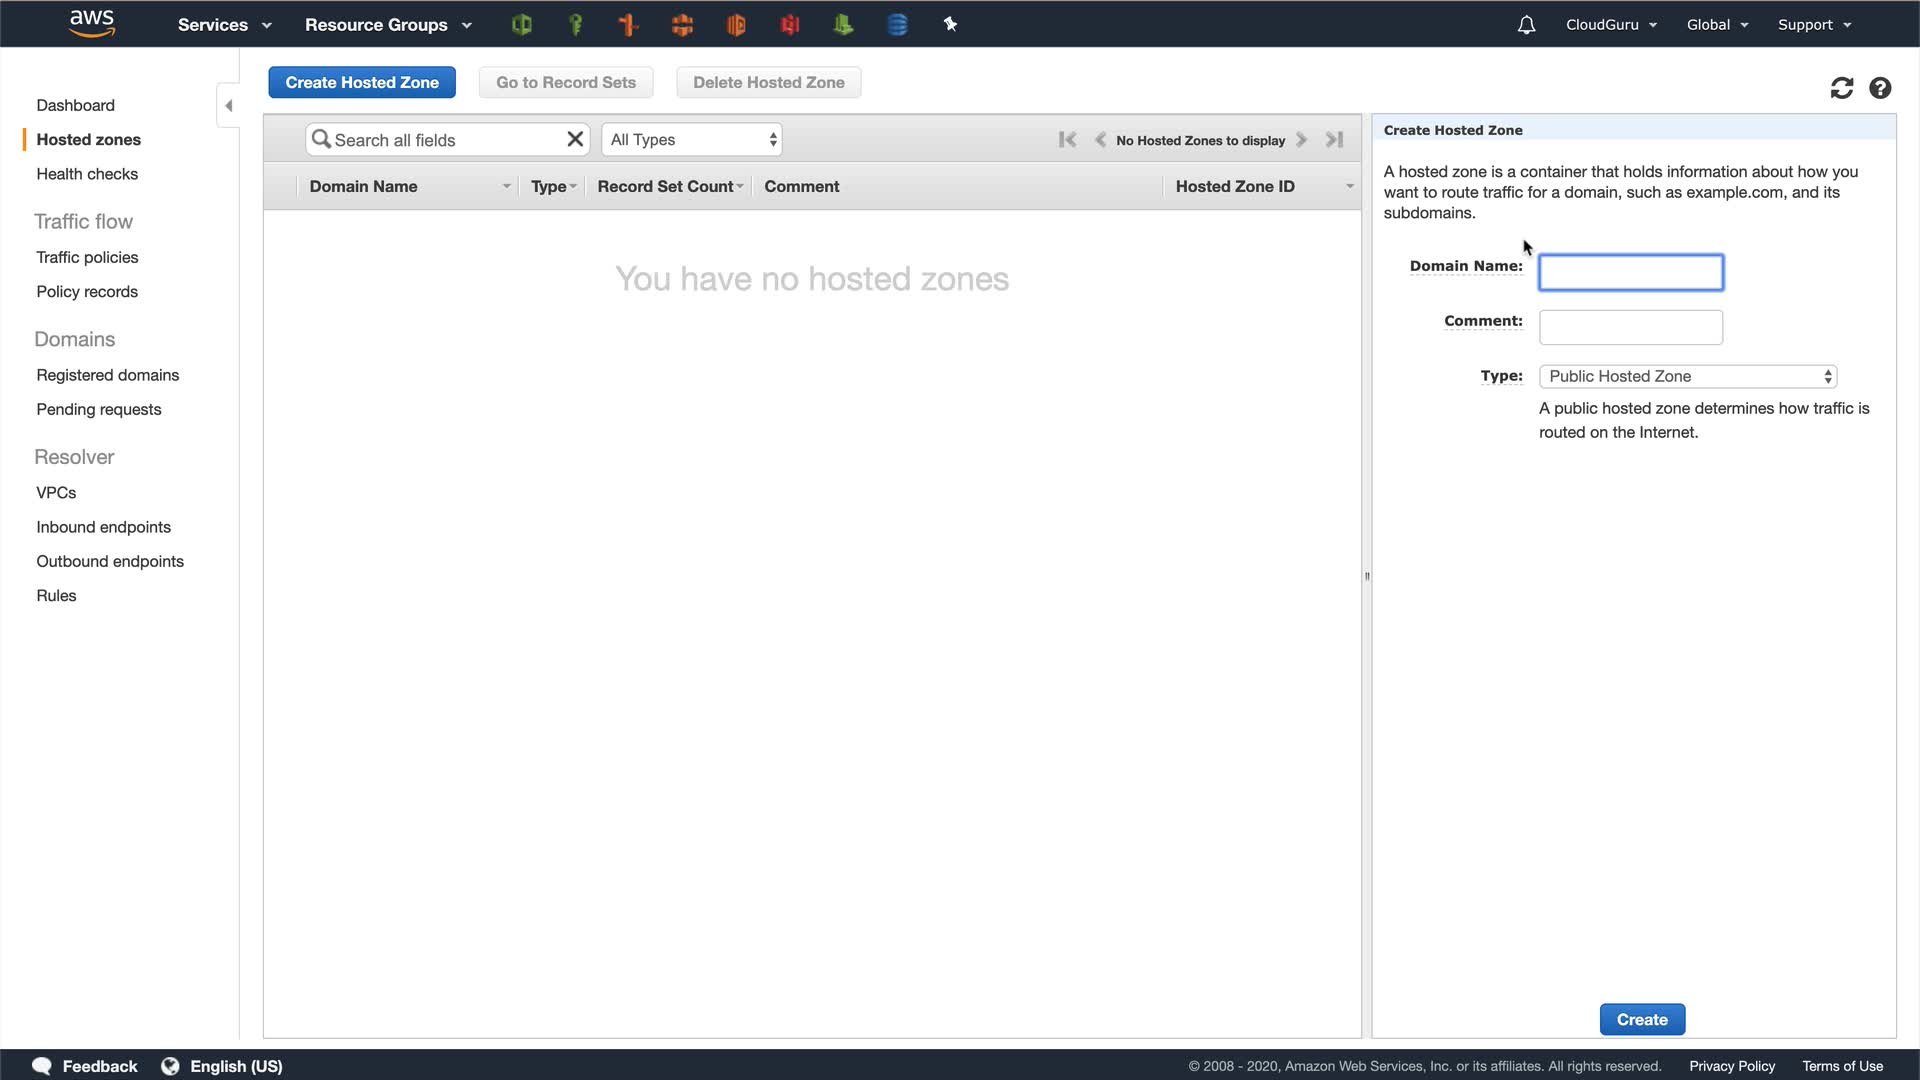 aws Services Resource Groups CloudGuru Global Support
Dashboard
Hosted zones
Health checks
Traffic flow
Traffic policies
Policy records
Domains
Registered domains
Pending requests
Resolver
VPCs
Inbound endpoints
Outbound endpoints
Rules
Create Hosted Zone Go to Record Sets Delete Hosted Zone
Search all fields All Types No Hosted Zones to display
Domain Name Type Record Set Count Comment Hosted Zone ID
You have no hosted zones
Create Hosted Zone
A hosted zone is a container that holds information about how you
want to route traffic for a domain, such as example.com, and its
subdomains.
Domain Name:
Comment:
Type: Public Hosted Zone
A public hosted zone determines how traffic is
routed on the Internet.
Create
Feedback English (US) © 2008 - 2020, Amazon Web Services, Inc. or its affiliates. All rights reserved. Privacy Policy Terms of Use